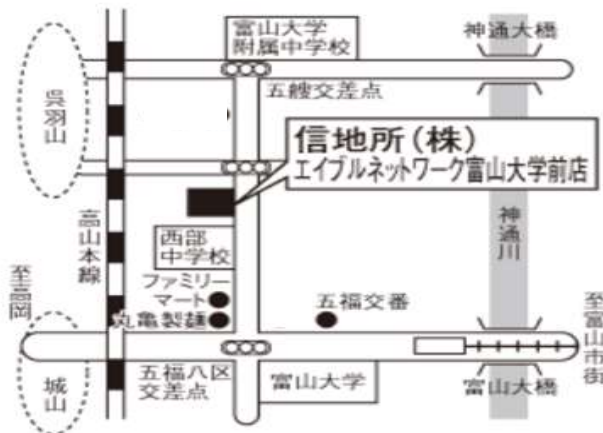 富山大学
附属中学校
神通大橋
五艘交差点
呉羽山
信地所(株)
エイブルネットワーク富山大学前店
高山本線
西部
中学校
神通川
至高岡
ファミリー
マート
丸亀製麺
五福交番
至富山市街
城山
五福八区
交差点
富山大学
富山大橋